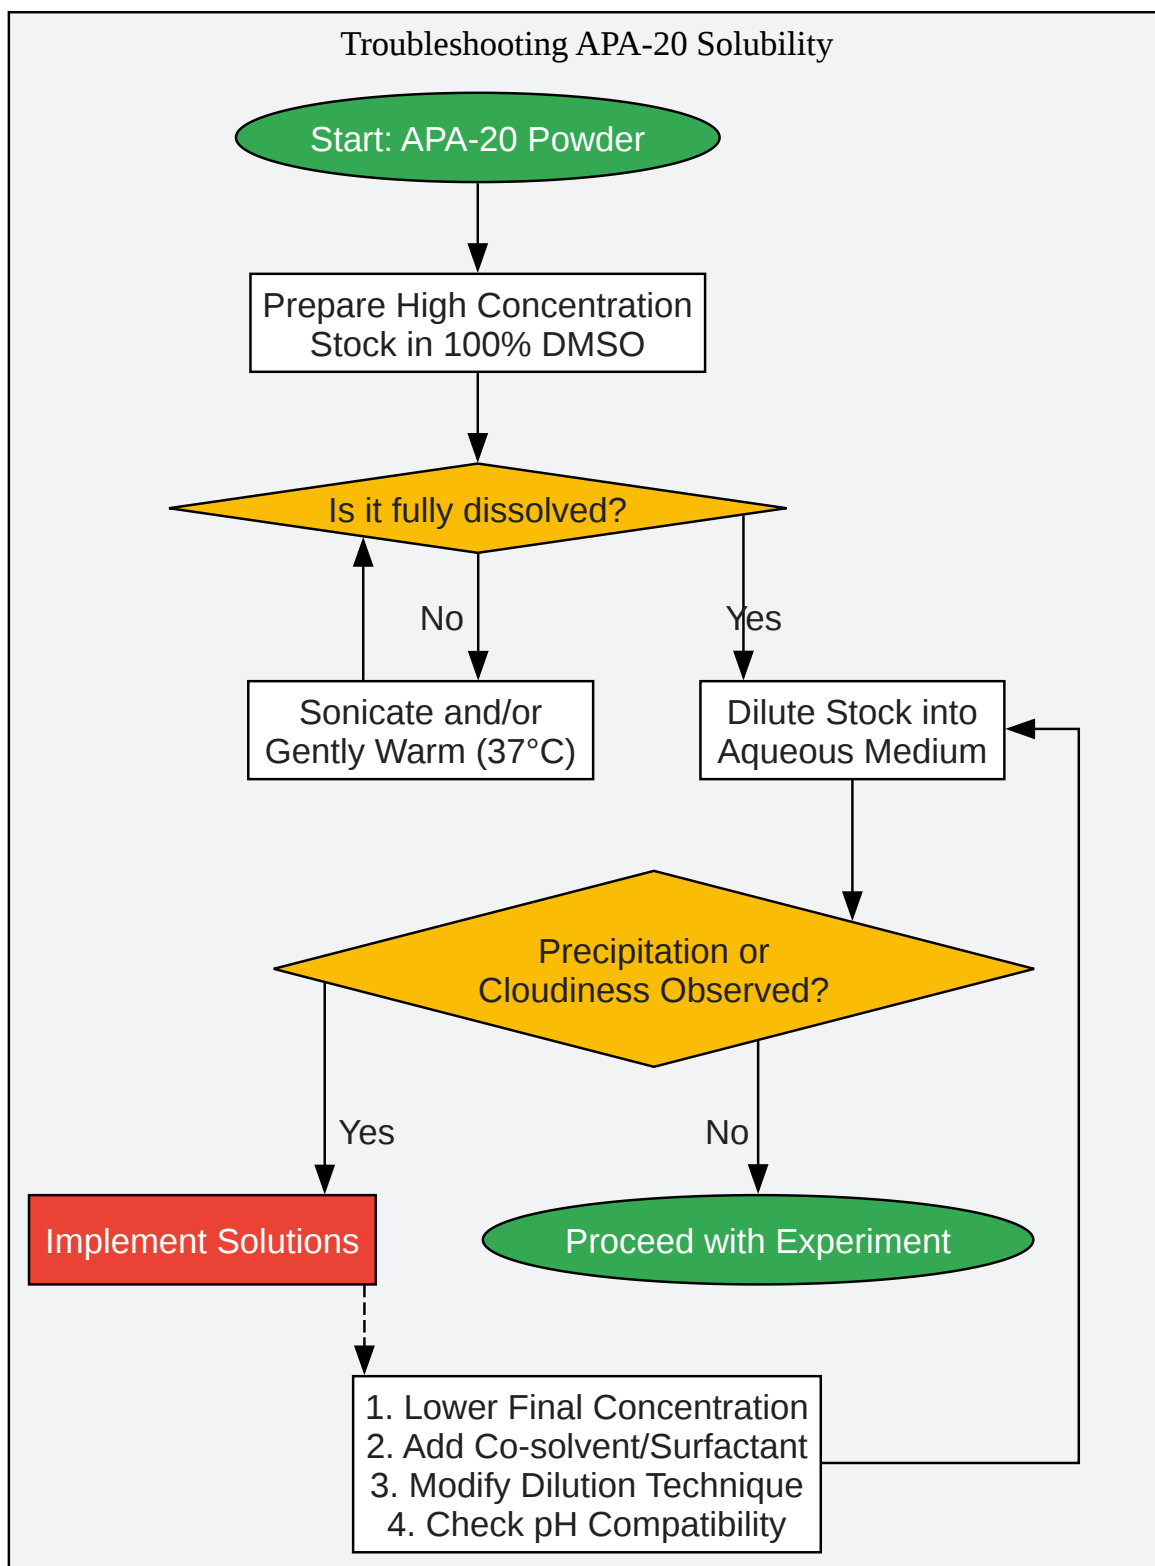 Troubleshooting APA-20 Solubility
Start: APA-20 Powder
Prepare High Concentration
Stock in 100% DMSO
Is it fully dissolved?
No
Yes
Sonicate and/or
Gently Warm (37°C)
Dilute Stock into
Aqueous Medium
Precipitation or
Cloudiness Observed?
Yes
No
Implement Solutions
Proceed with Experiment
1. Lower Final Concentration
2. Add Co-solvent/Surfactant
3. Modify Dilution Technique
4. Check pH Compatibility